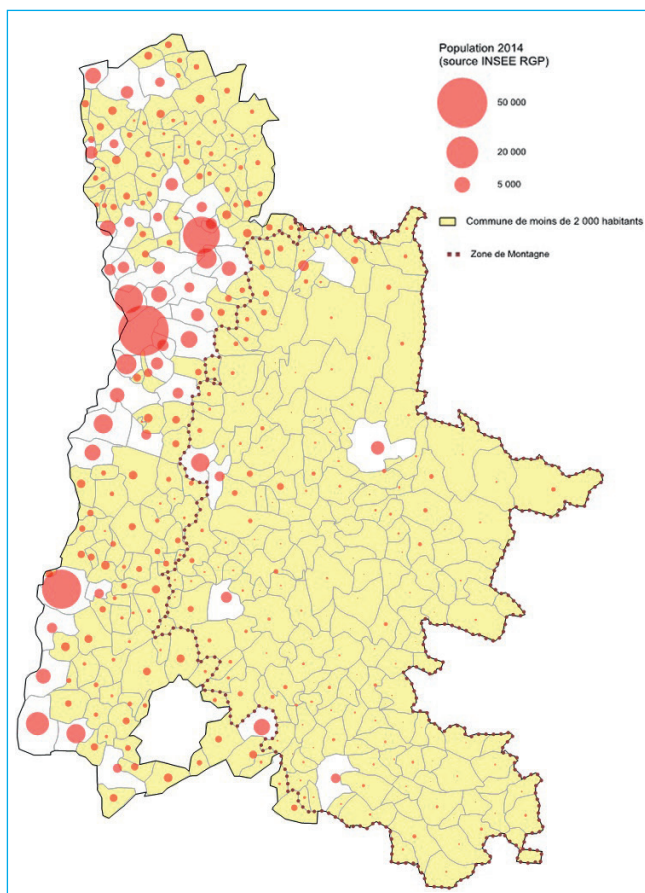 Population 2014
(source INSEE RGP)
50 000
20 000
5 000
Commune de moins de 2 000 habitants
Zone de Montagne